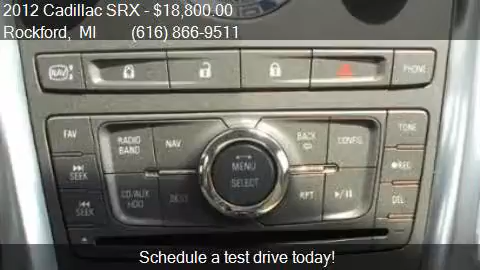 2012 Cadillac SRX - $18,800.00
Rockford, MI (616) 866-9511
NAV PHONE
FAV RADIO BAND NAV BACK CONFIG TONE
SEEK MENU SELECT REC
CD/AUX HDD DEST RPT DEL
SEEK
Schedule a test drive today!